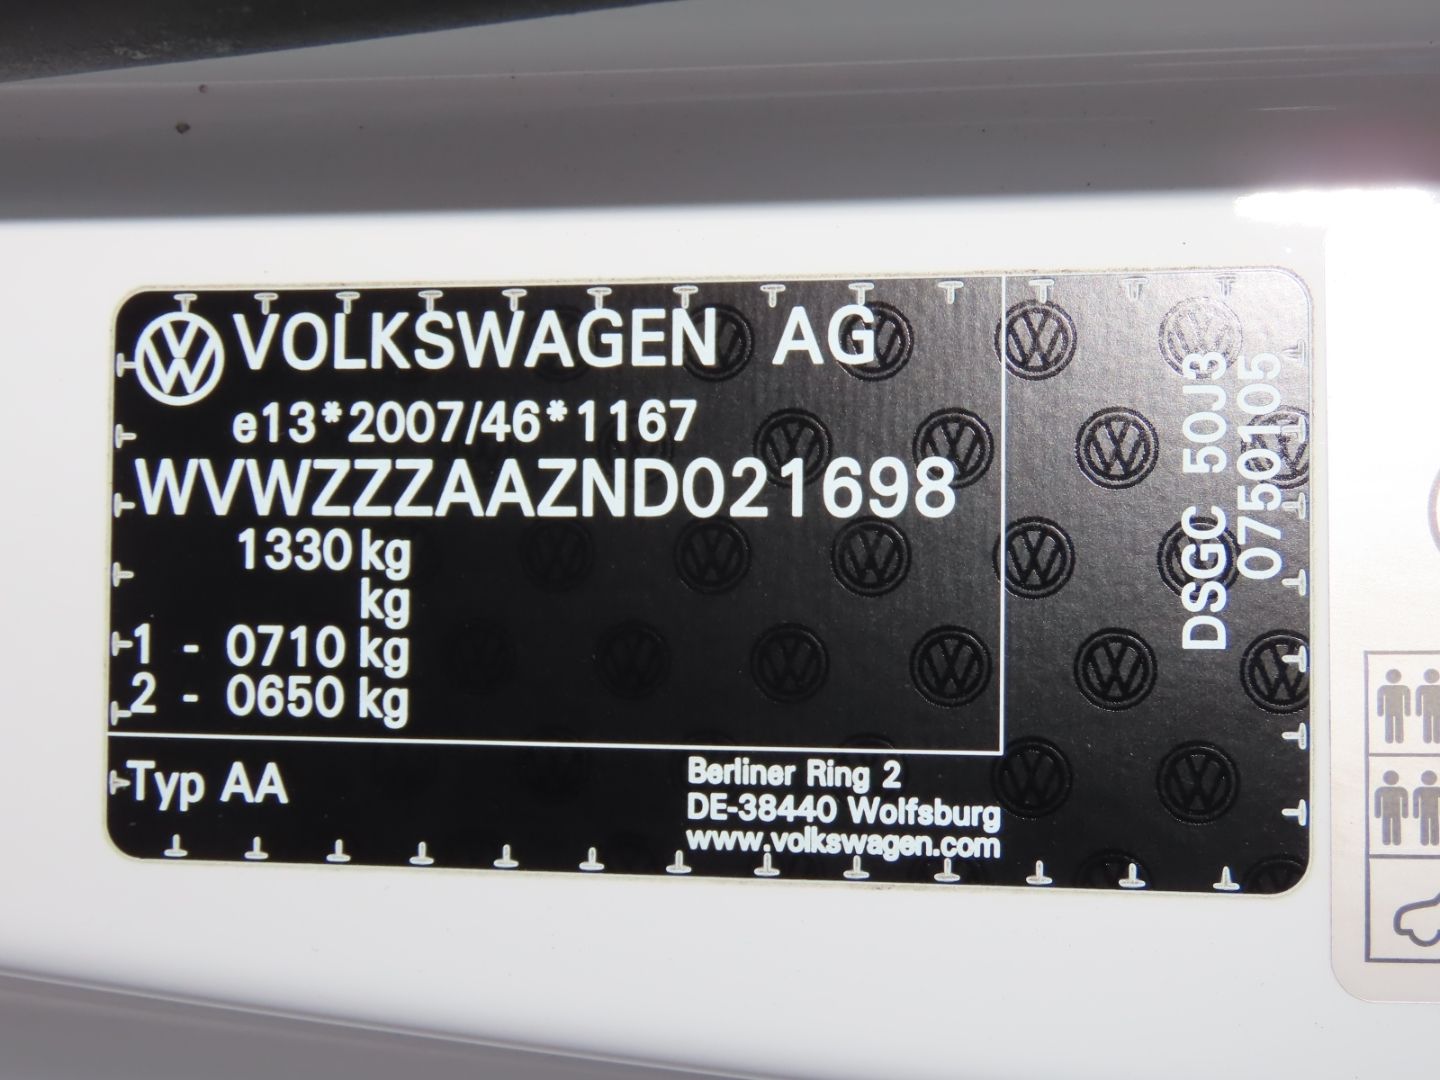 VOLKSWAGEN AG
e13*2007/46*1167
WVWZZZAAZND021698
1330 kg
kg
1 - 0710 kg
2 - 0650 kg
Typ AA
Berliner Ring 2
DE-38440 Wolfsburg
www.volkswagen.com
DSGC 50J3
0750105